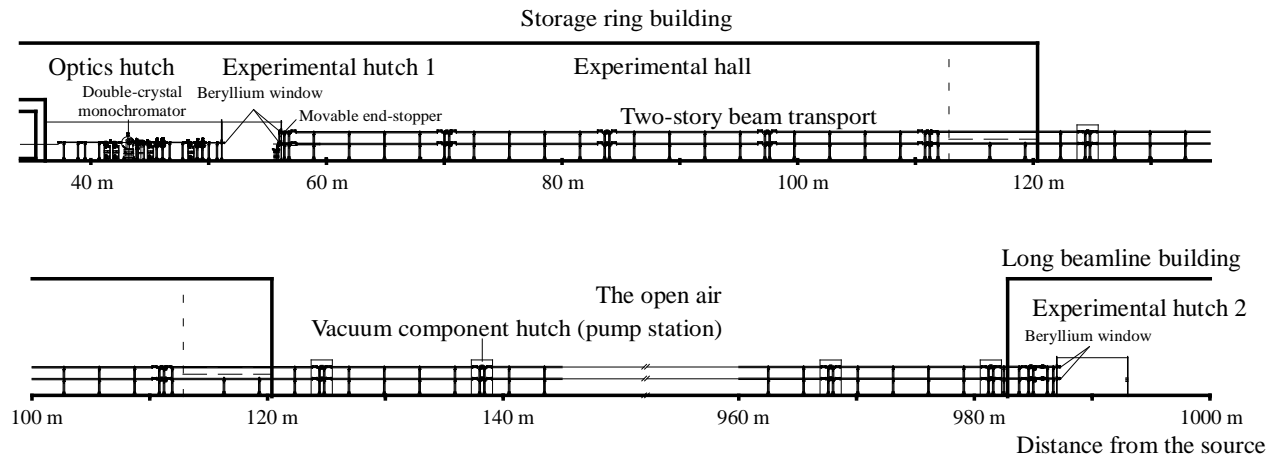 Storage ring building
Optics hutch
Experimental hutch 1
Experimental hall
Double-crystal
monochromator
Beryllium window
Movable end-stopper
Two-story beam transport
40 m
60 m
80 m
100 m
120 m
Long beamline building
The open air
Experimental hutch 2
Vacuum component hutch (pump station)
Beryllium window
100 m
120 m
140 m
960 m
980 m
1000 m
Distance from the source